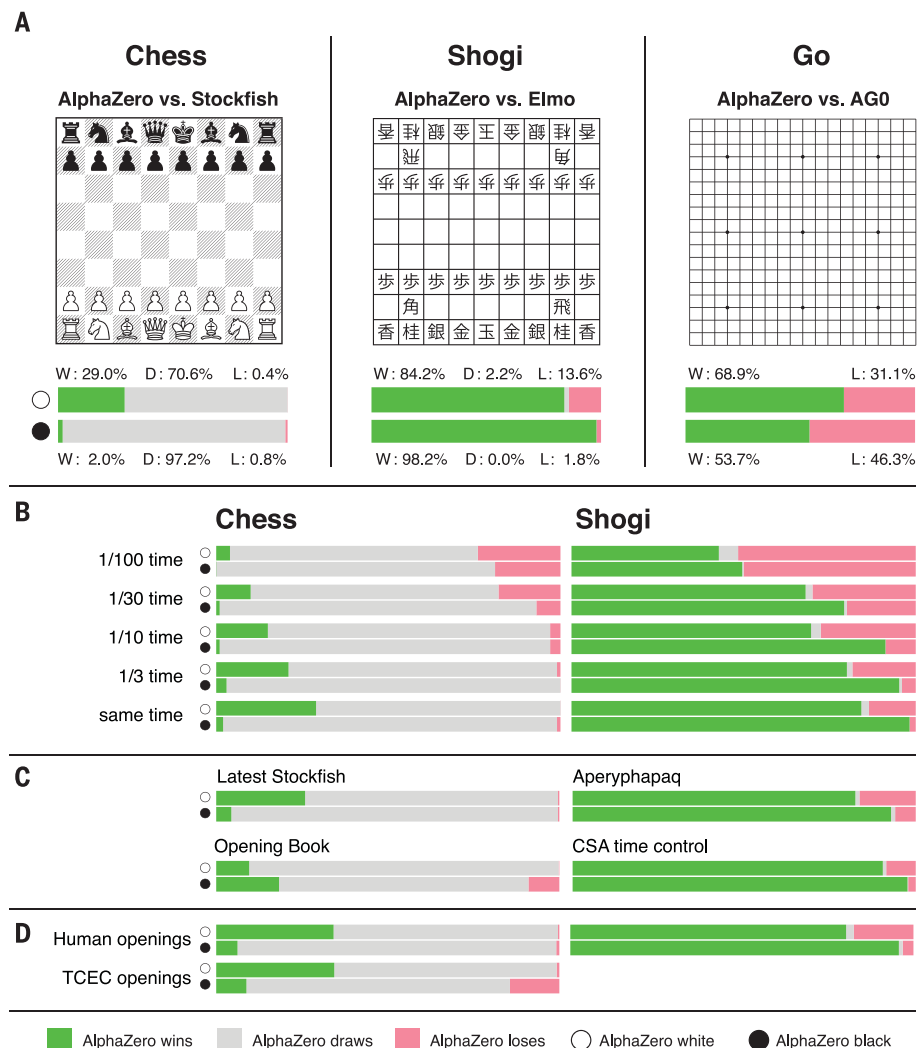 A
Chess
Shogi
Go
AlphaZero vs. Stockfish
AlphaZero vs. Elmo
AlphaZero vs. AG0
香桂銀金玉金銀桂香
飛 角
歩歩歩歩歩歩歩歩歩
歩歩歩歩歩歩歩歩歩
角 飛
香桂銀金玉金銀桂香
W: 29.0% D: 70.6% L: 0.4%
W: 84.2% D: 2.2% L: 13.6%
W: 68.9% L: 31.1%
W: 2.0% D: 97.2% L: 0.8%
W: 98.2% D: 0.0% L: 1.8%
W: 53.7% L: 46.3%
B
Chess
Shogi
1/100 time
1/30 time
1/10 time
1/3 time
same time
C
Latest Stockfish
Aperyphapaq
Opening Book
CSA time control
D
Human openings
TCEC openings
AlphaZero wins
AlphaZero draws
AlphaZero loses
AlphaZero white
AlphaZero black